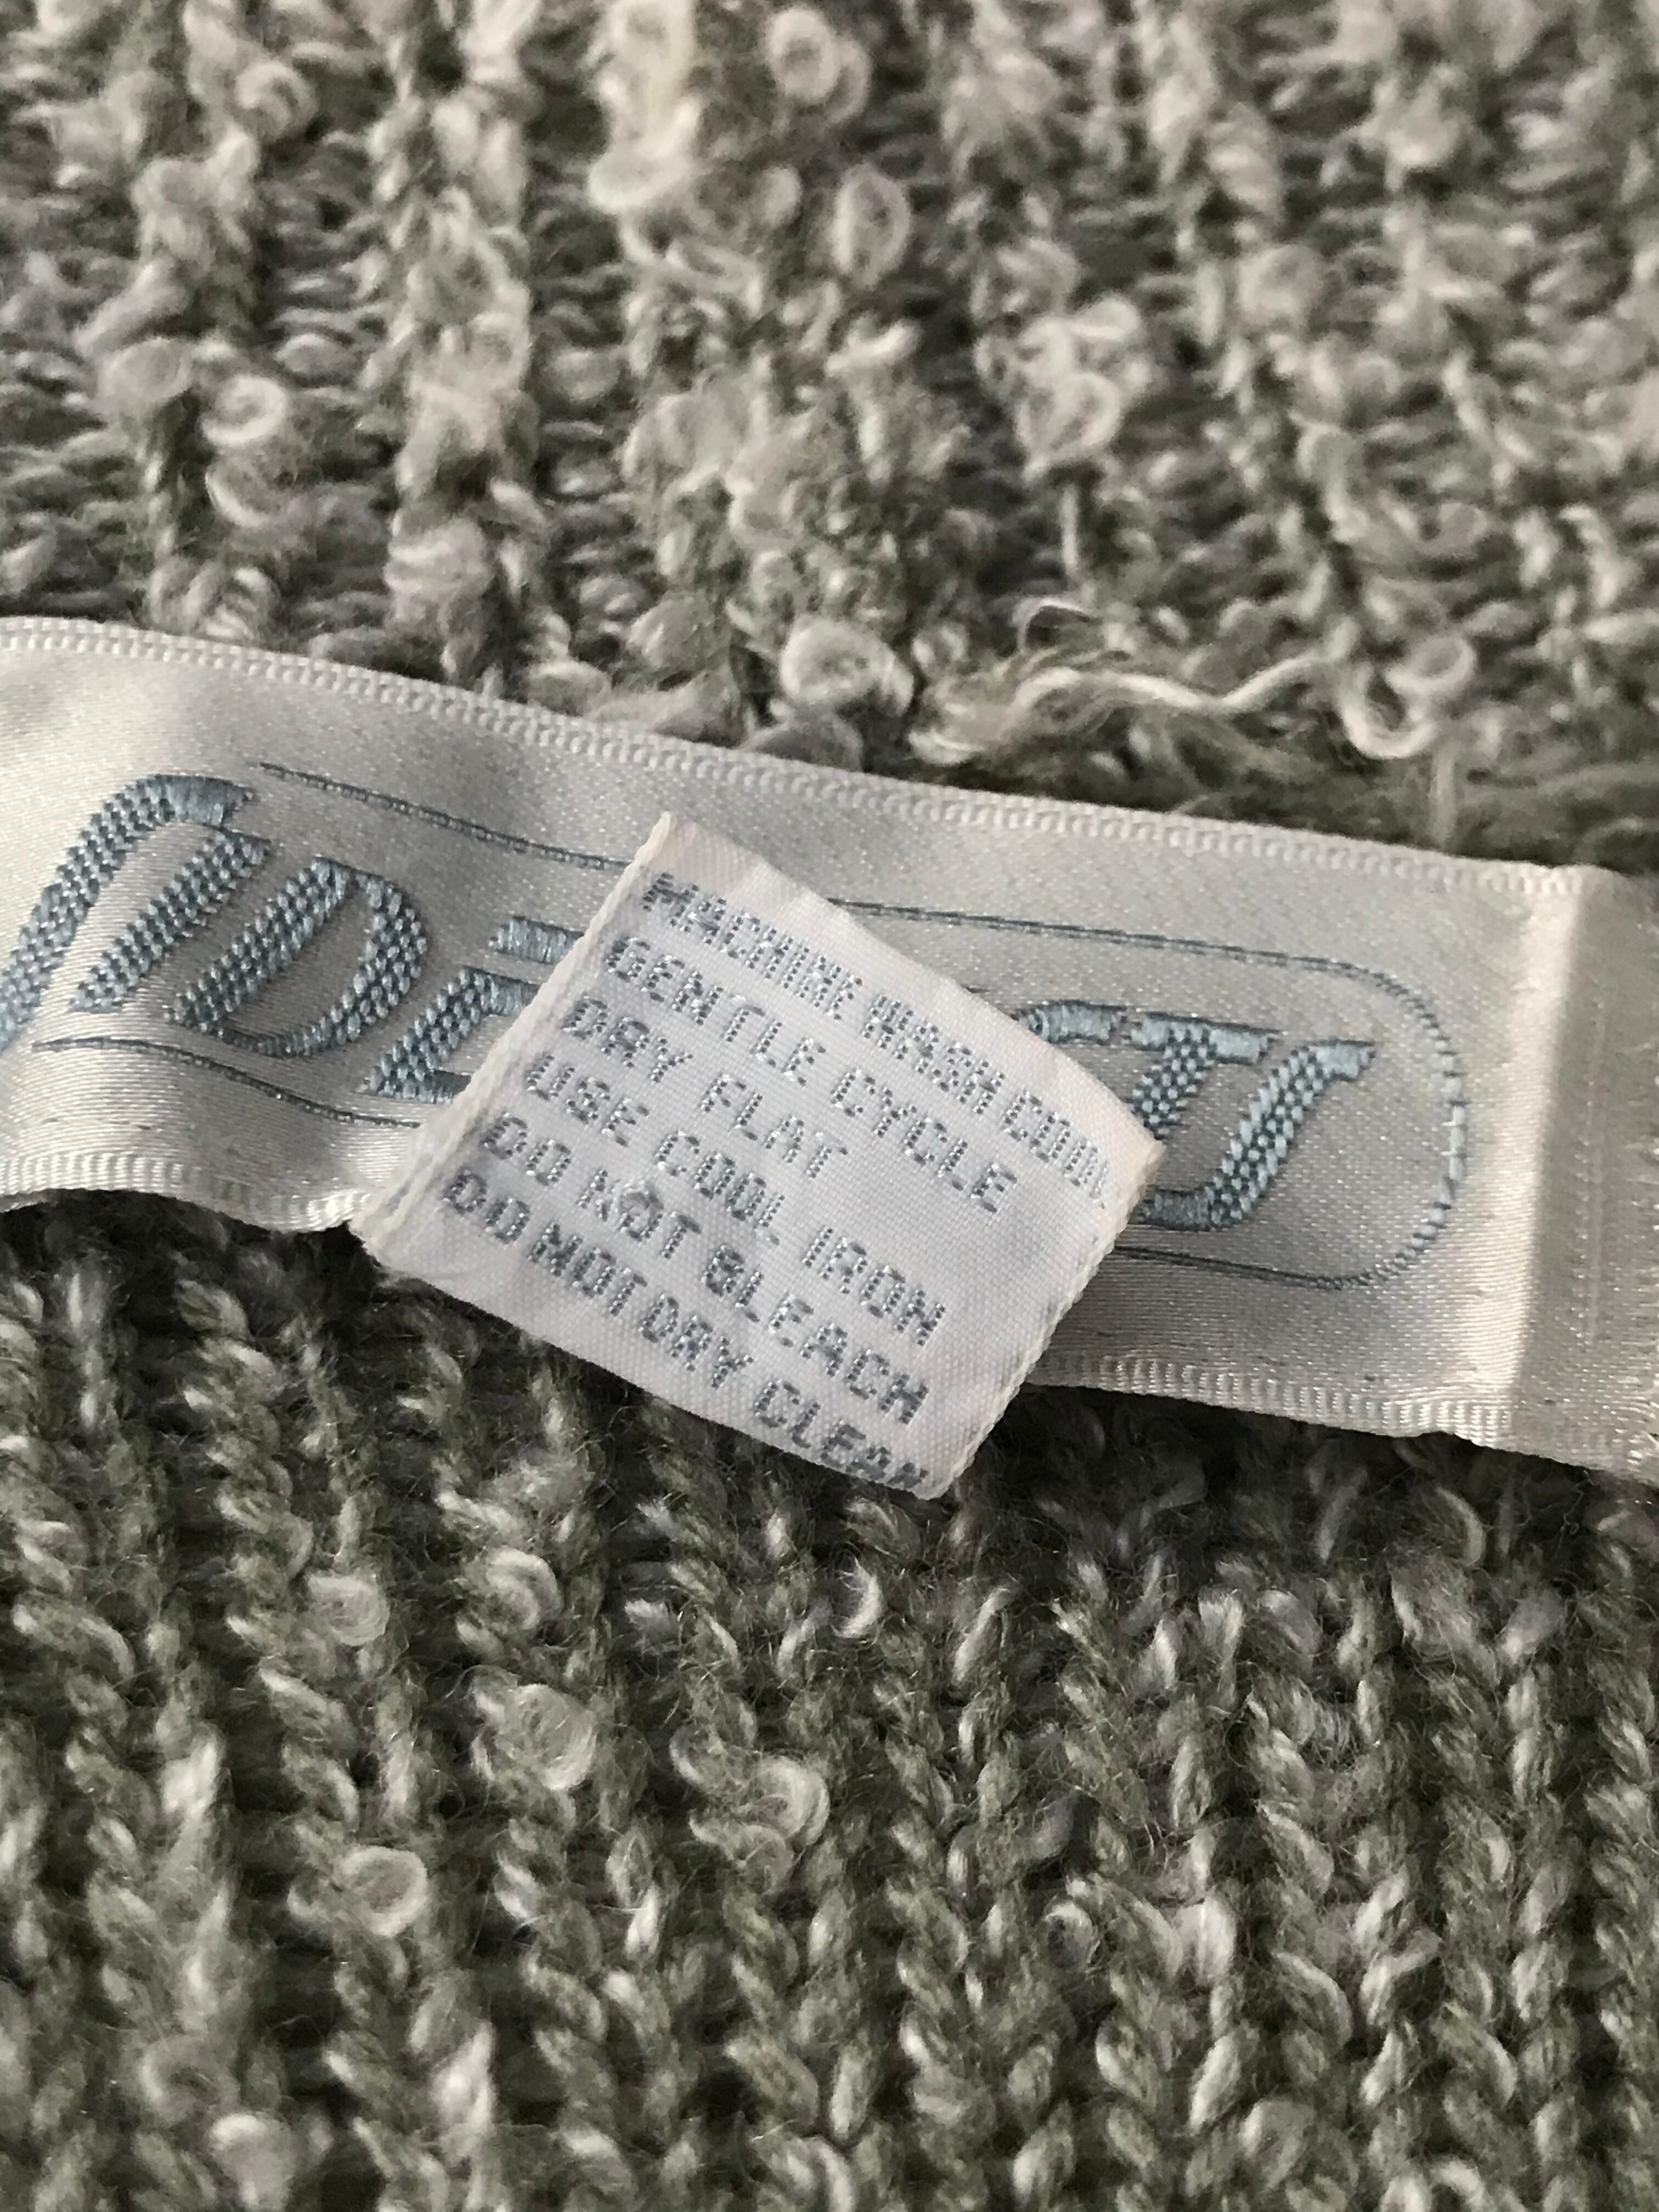 MACHINE WASH COOL
GENTLE CYCLE
DRY FLAT
USE COOL IRON
DO NOT BLEACH
DO NOT DRY CLEAN